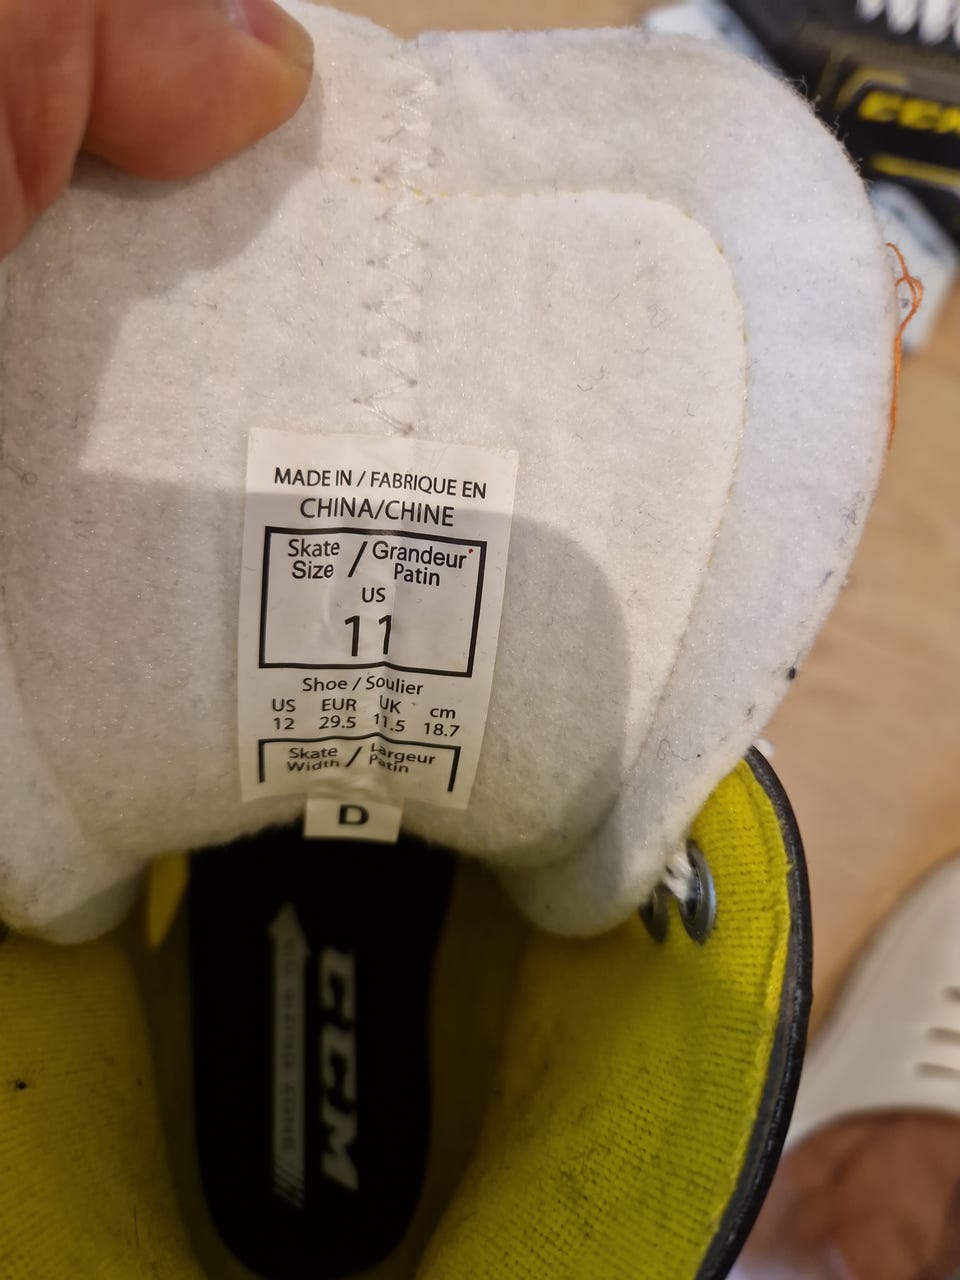 CCM
MADE IN / FABRIQUE EN
CHINA/CHINE
Skate Size / Grandeur Patin
US
11
Shoe / Soulier
US EUR UK cm
12 29.5 11.5 18.7
Skate Width / Largeur Patin
D
CCM